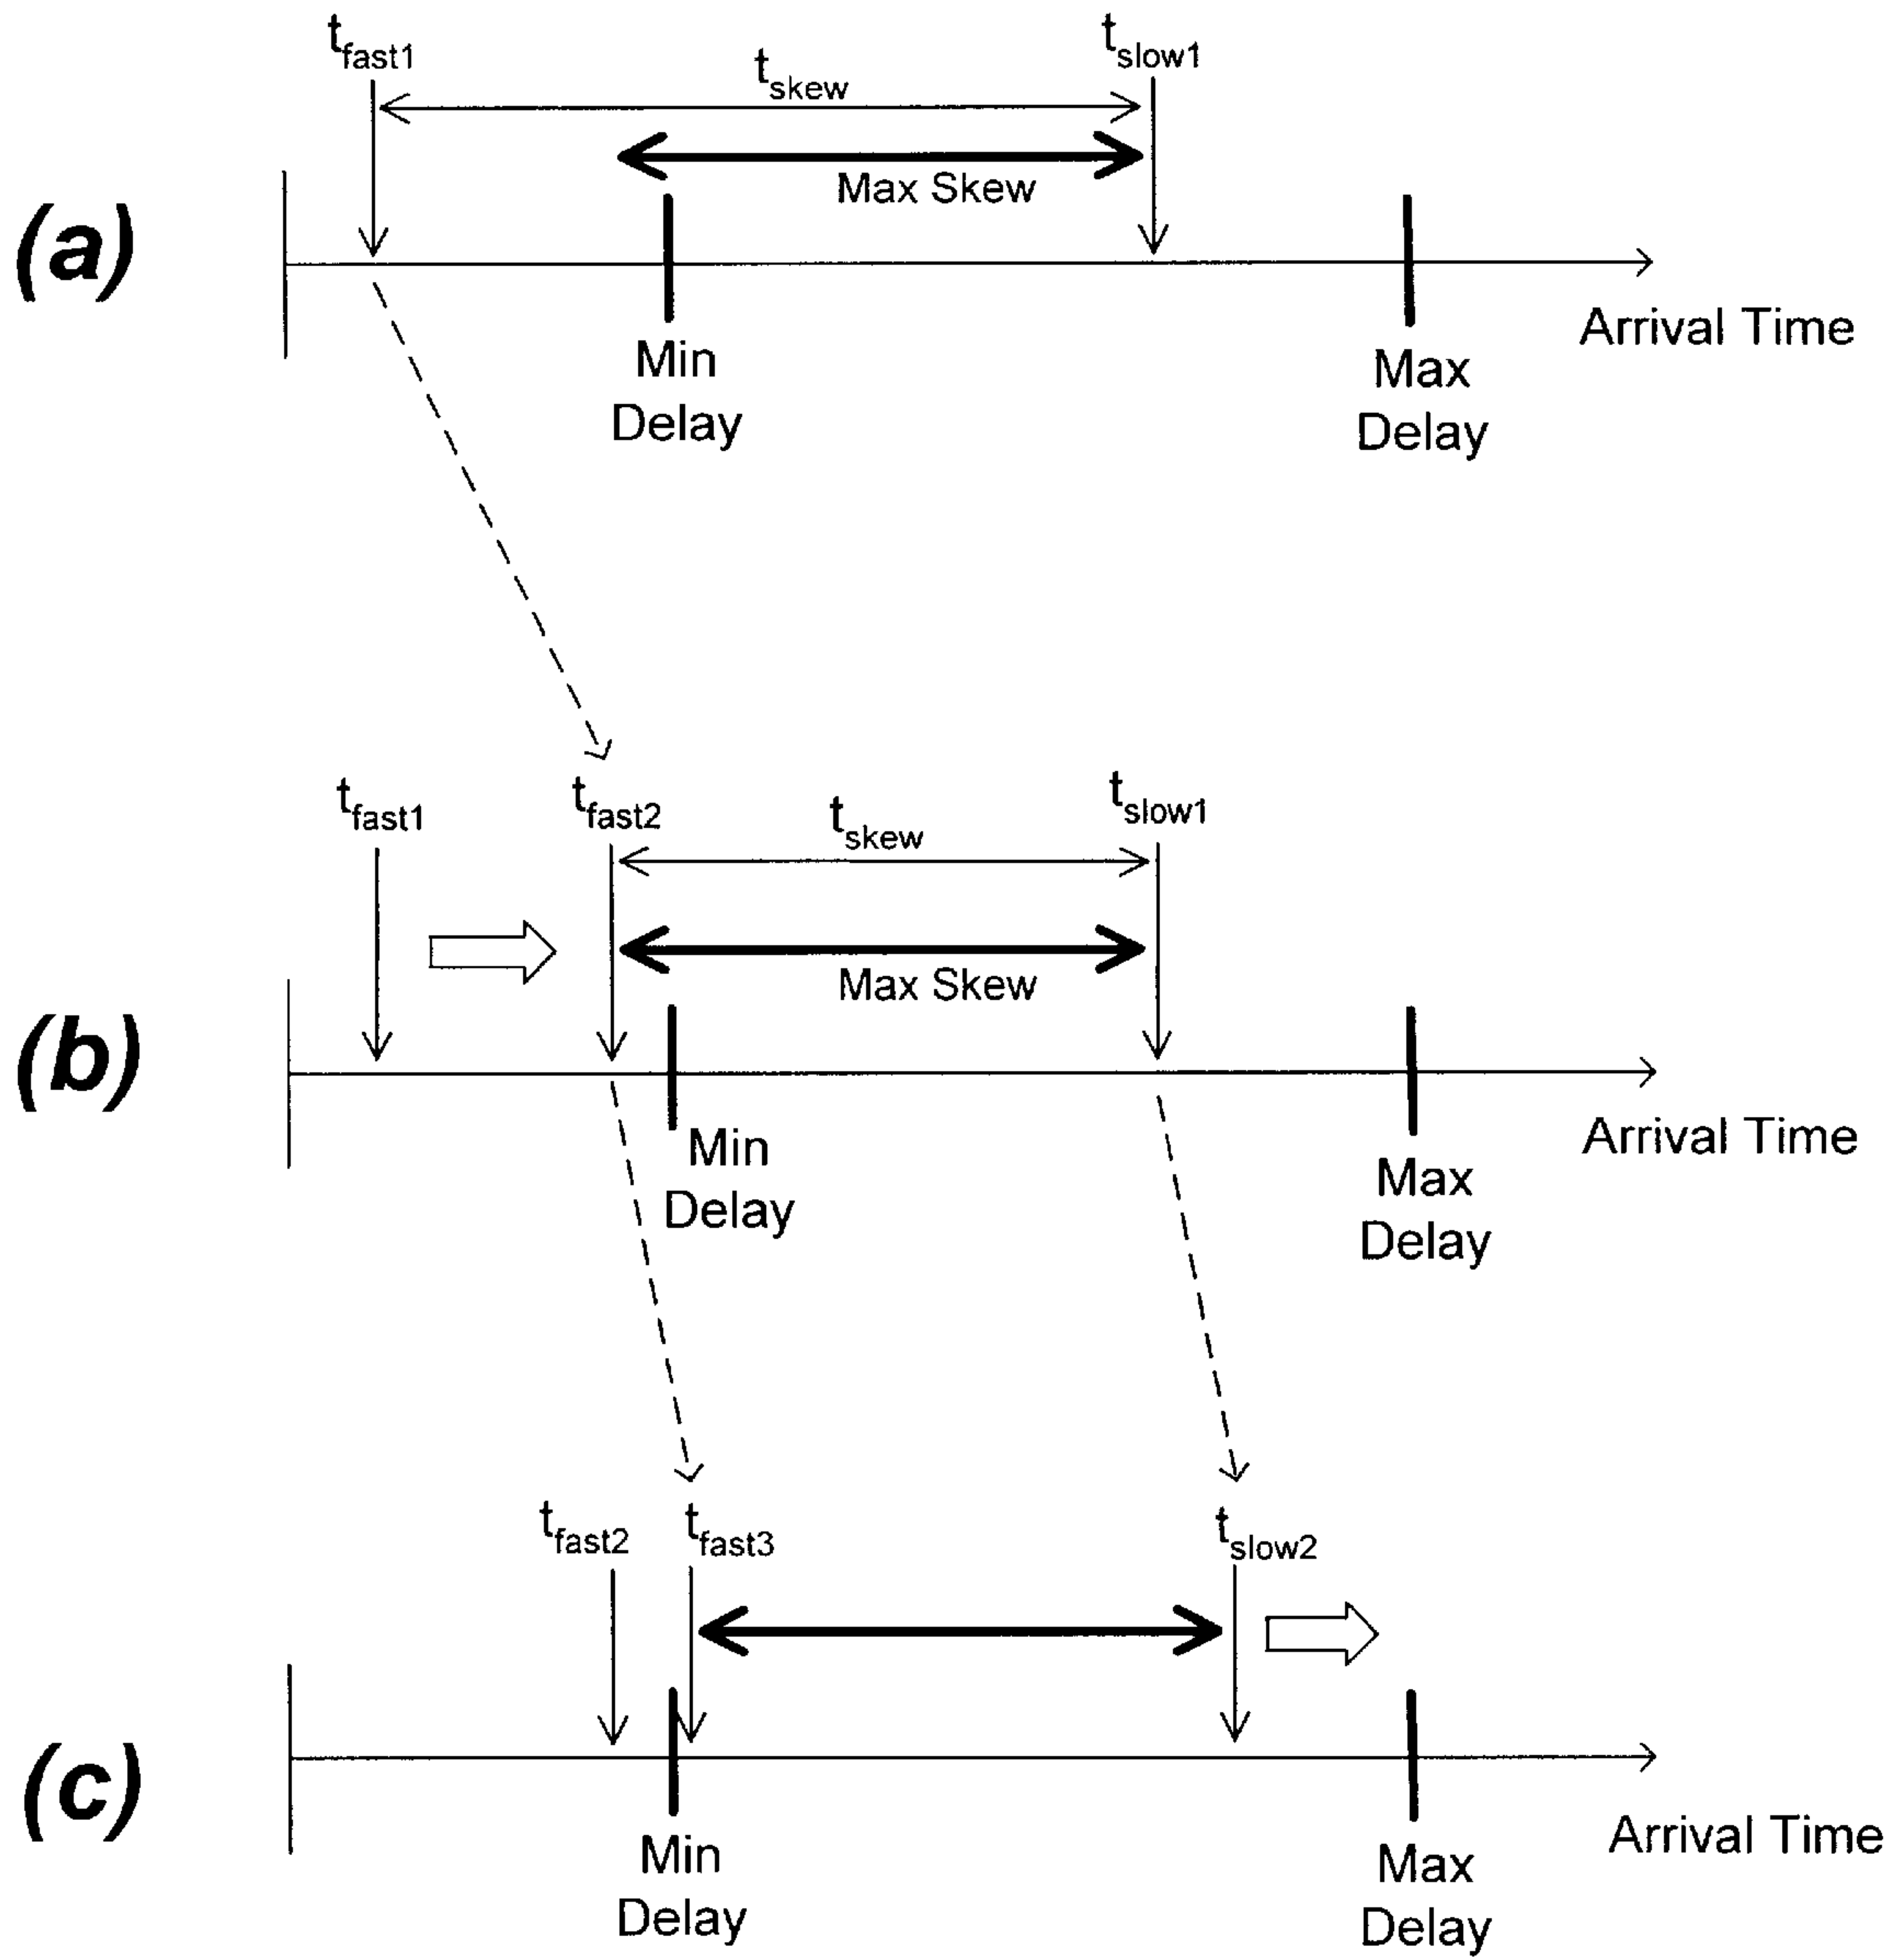 t_fast1
t_skew
t_slow1
Max Skew
(a)
Min
Delay
Max
Delay
Arrival Time
t_fast1
t_fast2
t_skew
t_slow1
Max Skew
(b)
Min
Delay
Max
Delay
Arrival Time
t_fast2
t_fast3
t_slow2
(c)
Min
Delay
Max
Delay
Arrival Time